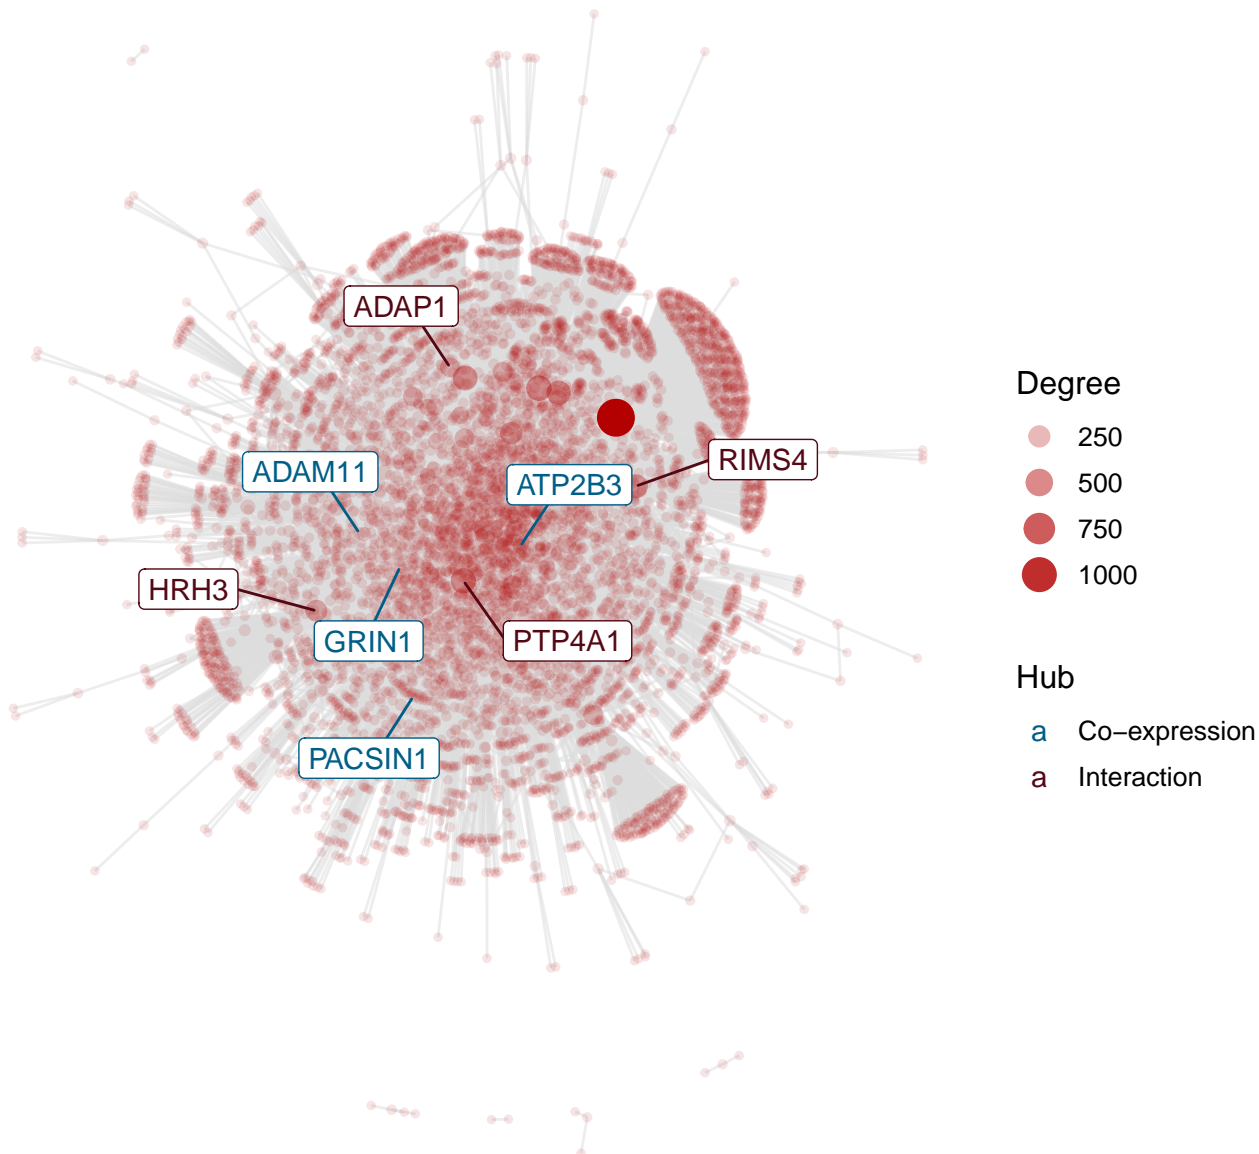 ADAP1
RIMS4
ADAM11
ATP2B3
HRH3
GRIN1
PTP4A1
PACSIN1
Degree
250
500
750
1000
Hub
a Co−expression
a Interaction